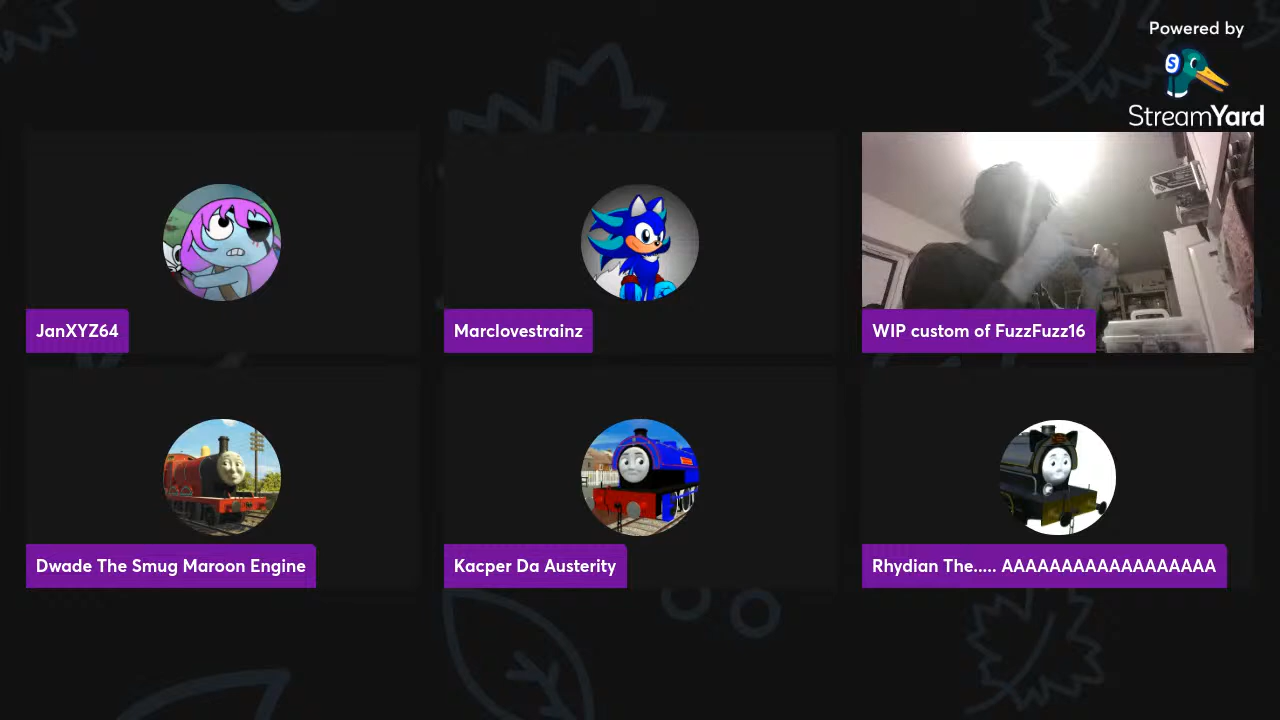 Powered by
StreamYard
JanXYZ64
Marclovestrainz
WIP custom of FuzzFuzz16
Dwade The Smug Maroon Engine
Kacper Da Austerity
Rhydian The..... AAAAAAAAAAAAAAAAAA